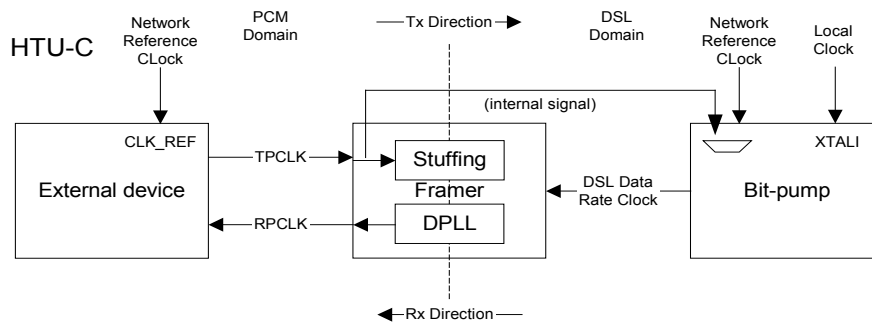 HTU-C
Network
Reference
CLock
PCM
Domain
Tx Direction
DSL
Domain
Network
Reference
CLock
Local
Clock
(internal signal)
CLK_REF
External device
TPCLK
RPCLK
Stuffing
Framer
DPLL
DSL Data
Rate Clock
XTALI
Bit-pump
Rx Direction